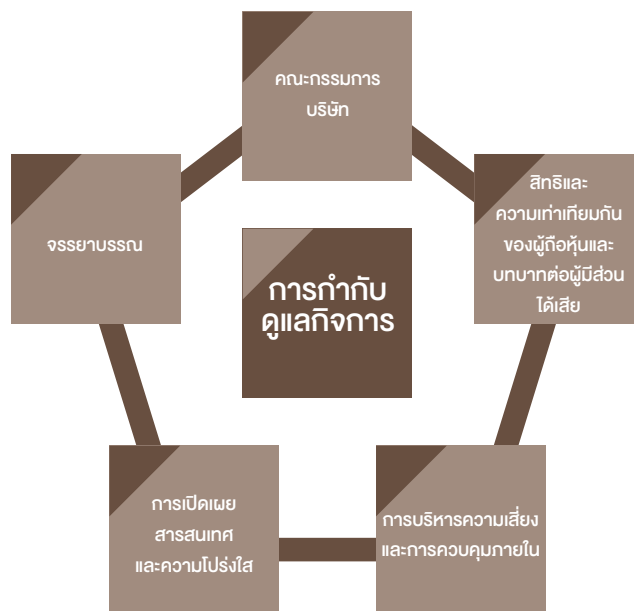 คณะกรรมการ
บริษัท
สิทธิและ
ความเท่าเทียมกัน
ของผู้ถือหุ้นและ
บทบาทต่อผู้มีส่วน
ได้เสีย
จรรยาบรรณ
การกำกับ
ดูแลกิจการ
การเปิดเผย
สารสนเทศ
และความโปร่งใส
การบริหารความเสี่ยง
และการควบคุมภายใน